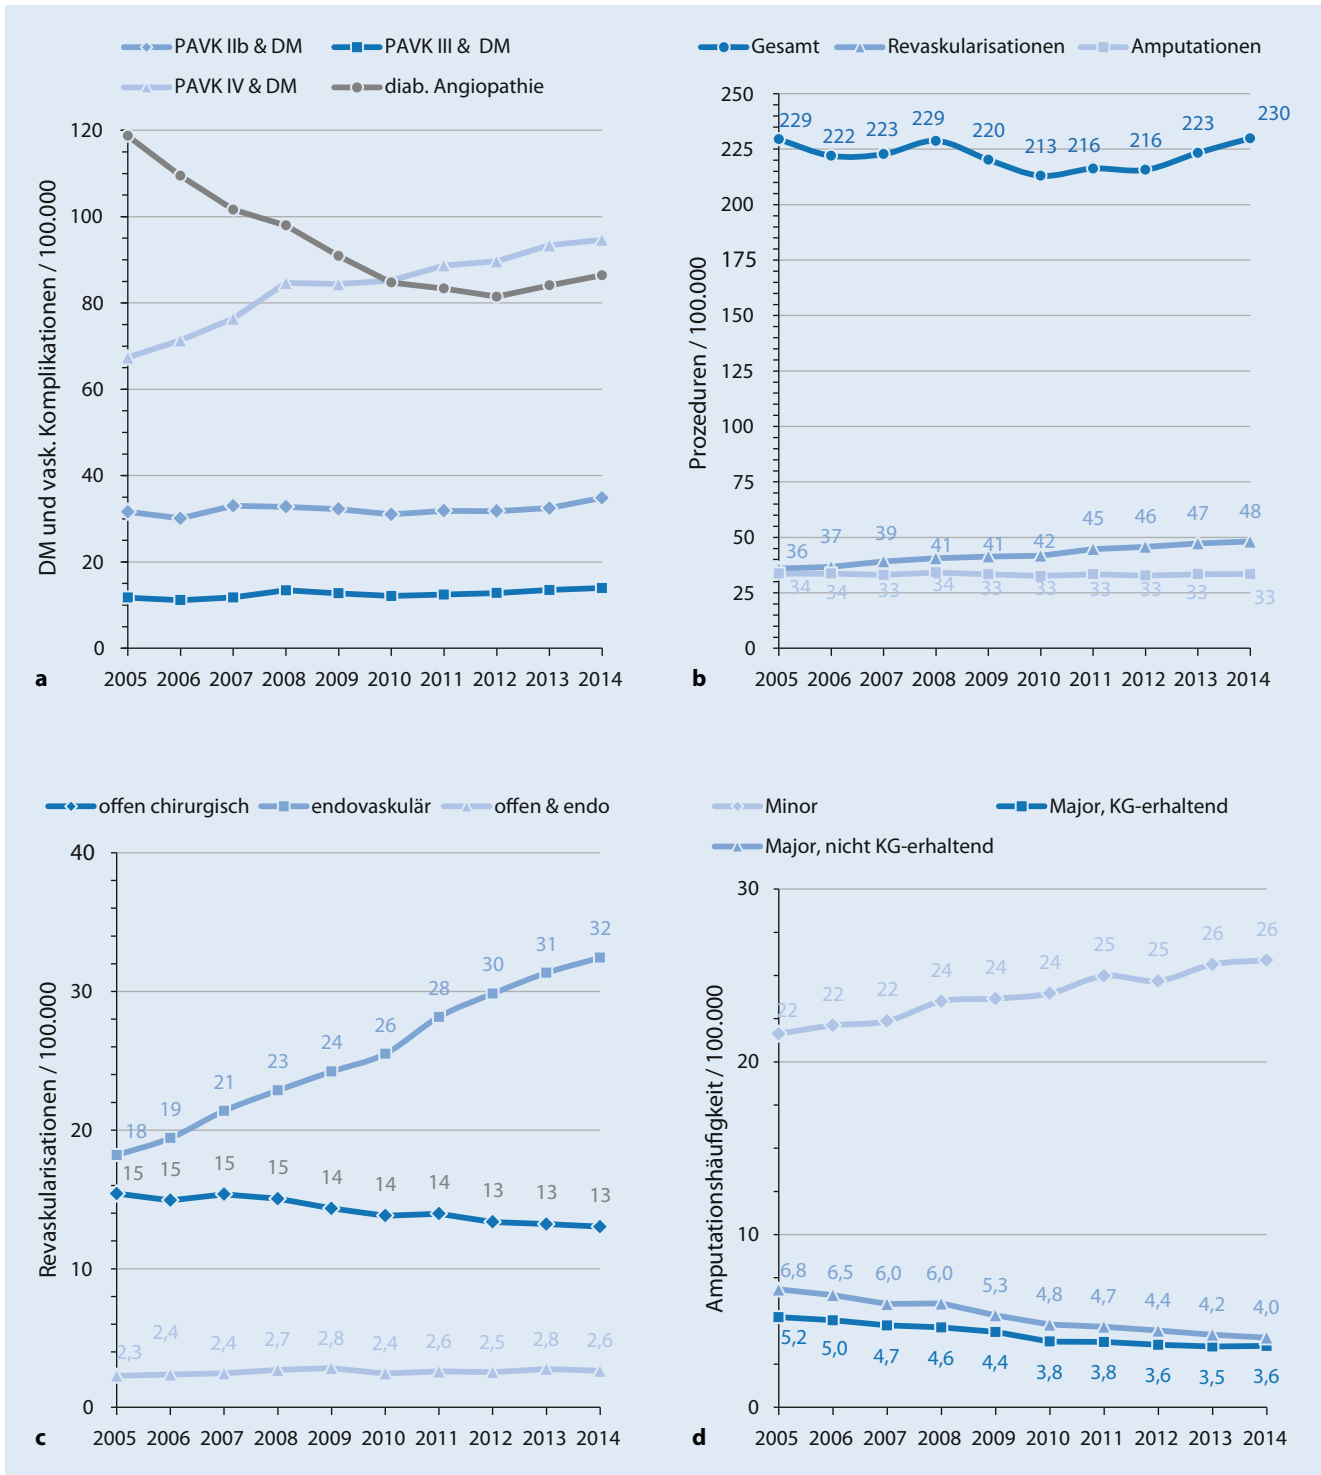 PAVK IIb & DM PAVK III & DM
PAVK IV & DM diab. Angiopathie
DM und vask. Komplikationen / 100.000
120
100
80
60
40
20
0
2005 2006 2007 2008 2009 2010 2011 2012 2013 2014
a
Gesamt Revaskularisationen Amputationen
Prozeduren / 100.000
250
225
200
175
150
125
100
75
50
25
0
229 222 223 229 220 213 216 216 223 230
36 37 39 41 41 42 45 46 47 48
34 34 33 34 33 33 33 33 33 33
2005 2006 2007 2008 2009 2010 2011 2012 2013 2014
b
offen chirurgisch endovaskulär offen & endo
Revaskularisationen / 100.000
40
30
20
10
0
18 19 21 23 24 26 28 30 31 32
15 15 15 15 14 14 14 13 13 13
2,3 2,4 2,4 2,7 2,8 2,4 2,6 2,5 2,8 2,6
2005 2006 2007 2008 2009 2010 2011 2012 2013 2014
c
Minor Major, KG-erhaltend
Major, nicht KG-erhaltend
Amputationshäufigkeit / 100.000
30
20
10
0
22 22 22 24 24 24 25 25 26 26
6,8 6,5 6,0 6,0 5,3 4,8 4,7 4,4 4,2 4,0
5,2 5,0 4,7 4,6 4,4 3,8 3,8 3,6 3,5 3,6
2005 2006 2007 2008 2009 2010 2011 2012 2013 2014
d